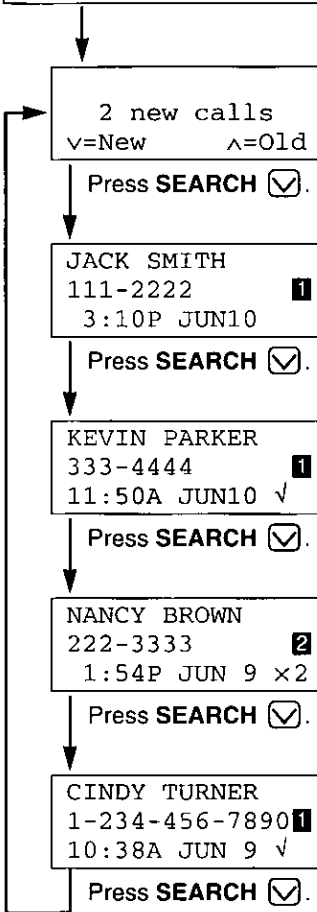 2 new calls
∨=New ∧=Old
Press SEARCH ∨.
JACK SMITH
111-2222 1
3:10P JUN10
Press SEARCH ∨.
KEVIN PARKER
333-4444 1
11:50A JUN10 √
Press SEARCH ∨.
NANCY BROWN
222-3333 2
1:54P JUN 9 ×2
Press SEARCH ∨.
CINDY TURNER
1-234-456-7890 1
10:38A JUN 9 √
Press SEARCH ∨.